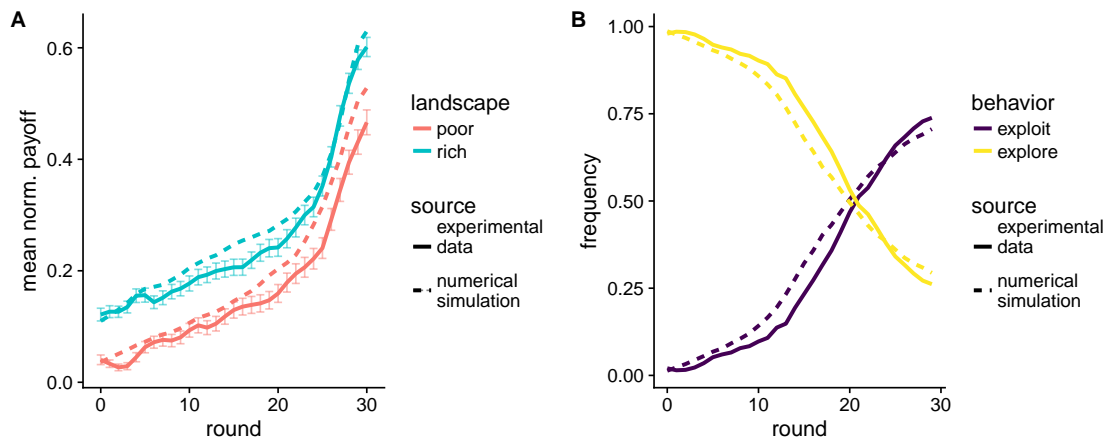 A
mean norm. payoff
0.6
0.4
0.2
0.0
0
10
20
30
round
landscape
poor
rich
source
experimental
data
numerical
simulation
B
frequency
1.00
0.75
0.50
0.25
0.00
0
10
20
30
round
behavior
exploit
explore
source
experimental
data
numerical
simulation